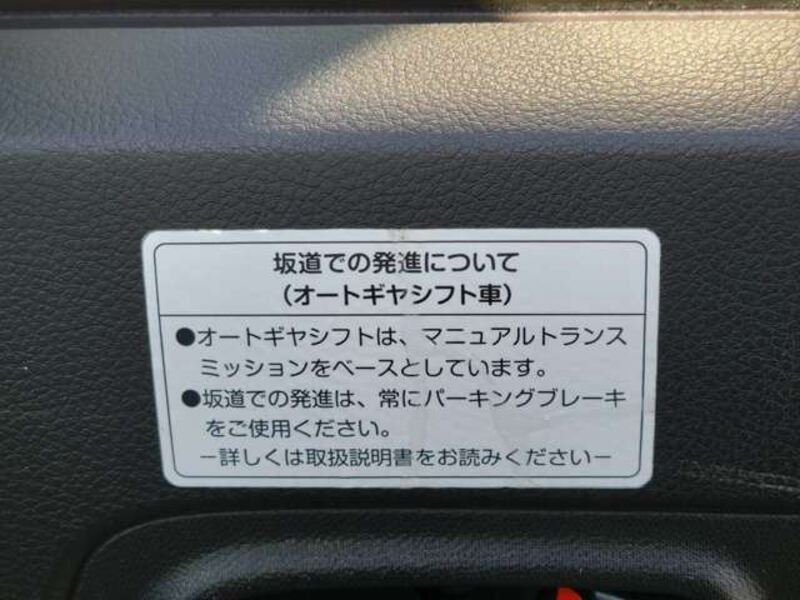 坂道での発進について
（オートギヤシフト車）
●オートギヤシフトは、マニュアルトランス
ミッションをベースとしています。
●坂道での発進は、常にパーキングブレーキ
をご使用ください。
－詳しくは取扱説明書をお読みください－